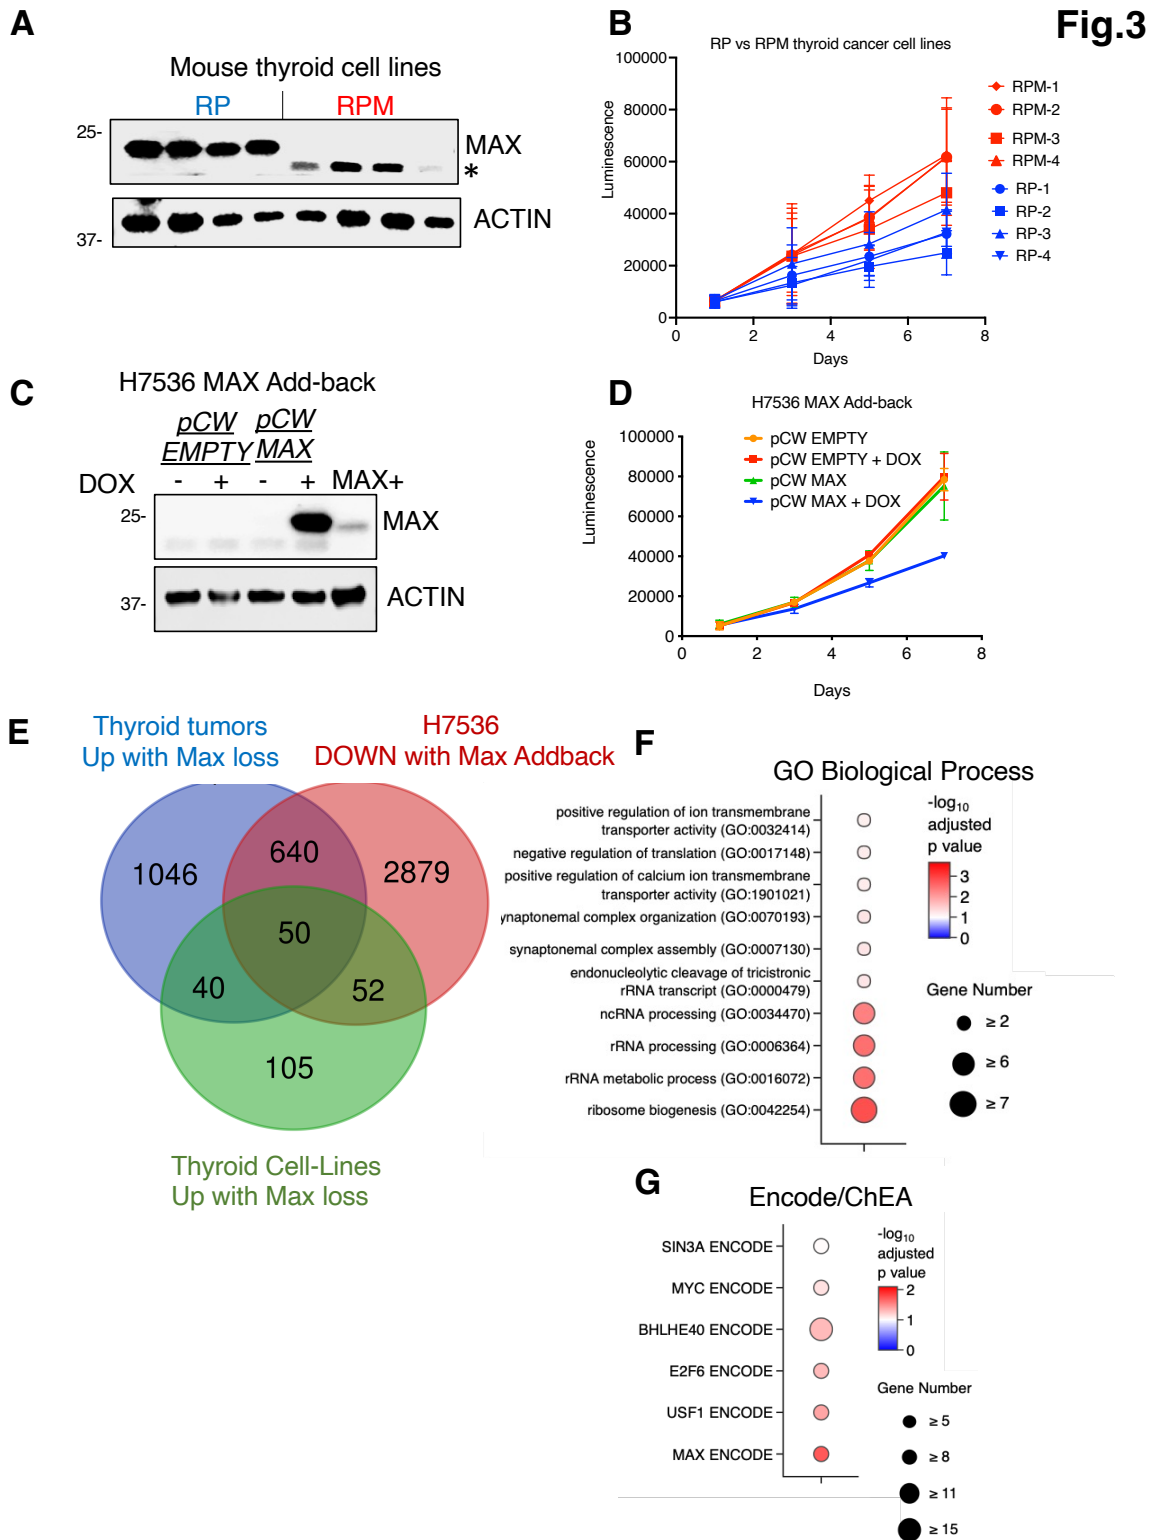 A
Fig.3
Mouse thyroid cell lines
RP
RPM
25-
MAX
*
ACTIN
37-
B
RP vs RPM thyroid cancer cell lines
Luminescence
100000
80000
60000
40000
20000
0
0
2
4
6
8
Days
RPM-1
RPM-2
RPM-3
RPM-4
RP-1
RP-2
RP-3
RP-4
C
H7536 MAX Add-back
pCW
EMPTY
pCW
MAX
DOX
-
+
-
+
MAX+
25-
MAX
37-
ACTIN
D
H7536 MAX Add-back
Luminescence
100000
80000
60000
40000
20000
0
0
2
4
6
8
Days
pCW EMPTY
pCW EMPTY + DOX
pCW MAX
pCW MAX + DOX
E
Thyroid tumors
Up with Max loss
H7536
DOWN with Max Addback
1046
640
2879
50
40
52
105
Thyroid Cell-Lines
Up with Max loss
F
GO Biological Process
positive regulation of ion transmembrane
transporter activity (GO:0032414)
negative regulation of translation (GO:0017148)
positive regulation of calcium ion transmembrane
transporter activity (GO:1901021)
ynaptonemal complex organization (GO:0070193)
synaptonemal complex assembly (GO:0007130)
endonucleolytic cleavage of tricistronic
rRNA transcript (GO:0000479)
ncRNA processing (GO:0034470)
rRNA processing (GO:0006364)
rRNA metabolic process (GO:0016072)
ribosome biogenesis (GO:0042254)
-log10
adjusted
p value
3
2
1
0
Gene Number
≥ 2
≥ 6
≥ 7
G
Encode/ChEA
SIN3A ENCODE
MYC ENCODE
BHLHE40 ENCODE
E2F6 ENCODE
USF1 ENCODE
MAX ENCODE
-log10
adjusted
p value
2
1
0
Gene Number
≥ 5
≥ 8
≥ 11
≥ 15